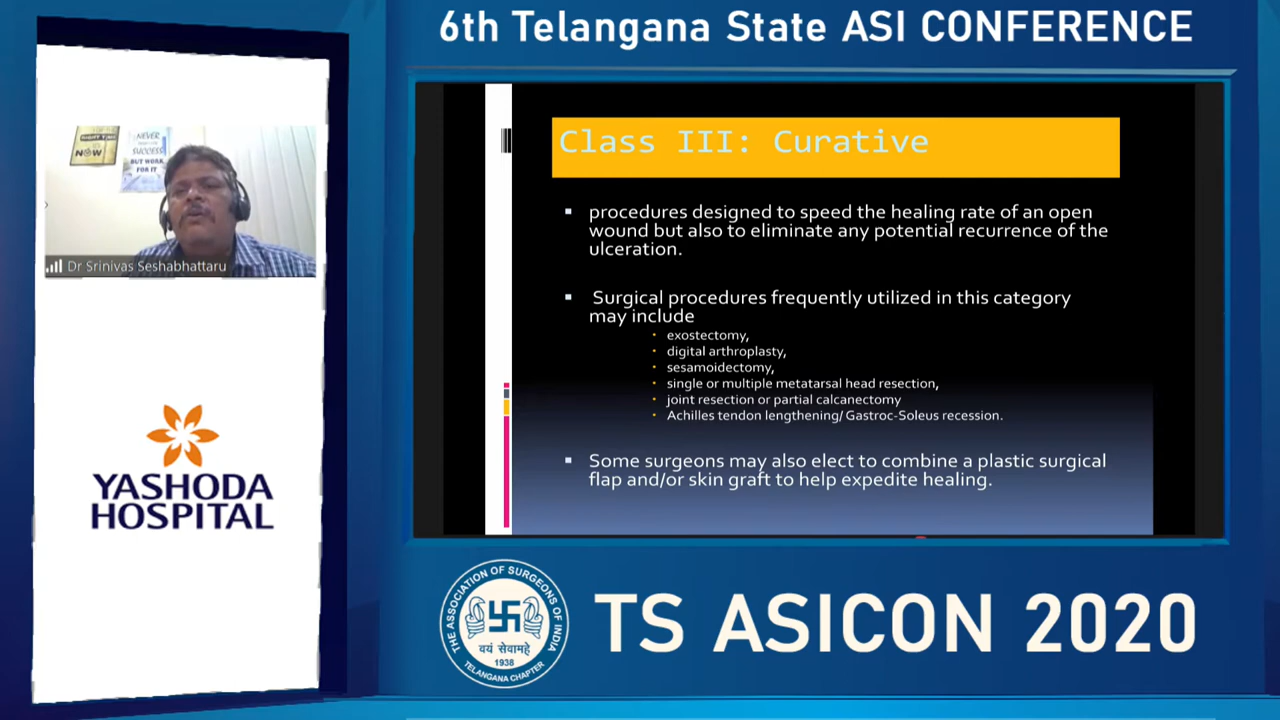 6th Telangana State ASI CONFERENCE
NOW
NEVER
SUCCESS
BUT WORK
FOR IT
Dr Srinivas Seshabhattaru
YASHODA
HOSPITAL
Class III: Curative
procedures designed to speed the healing rate of an open
wound but also to eliminate any potential recurrence of the
ulceration.
Surgical procedures frequently utilized in this category
may include
exostectomy,
digital arthroplasty,
sesamoidectomy,
single or multiple metatarsal head resection,
joint resection or partial calcanectomy
Achilles tendon lengthening/ Gastroc-Soleus recession.
Some surgeons may also elect to combine a plastic surgical
flap and/or skin graft to help expedite healing.
THE ASSOCIATION OF SURGEONS OF INDIA
वयं सेवामहे
1938
TELANGANA CHAPTER
TS ASICON 2020